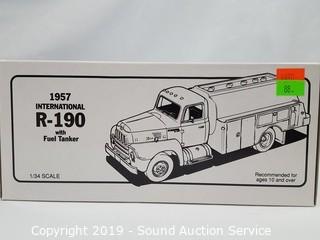 1957
INTERNATIONAL
R-190
with
Fuel Tanker
88.
1/34 SCALE
Recommended for
ages 10 and over
Copyright 2019 - Sound Auction Service